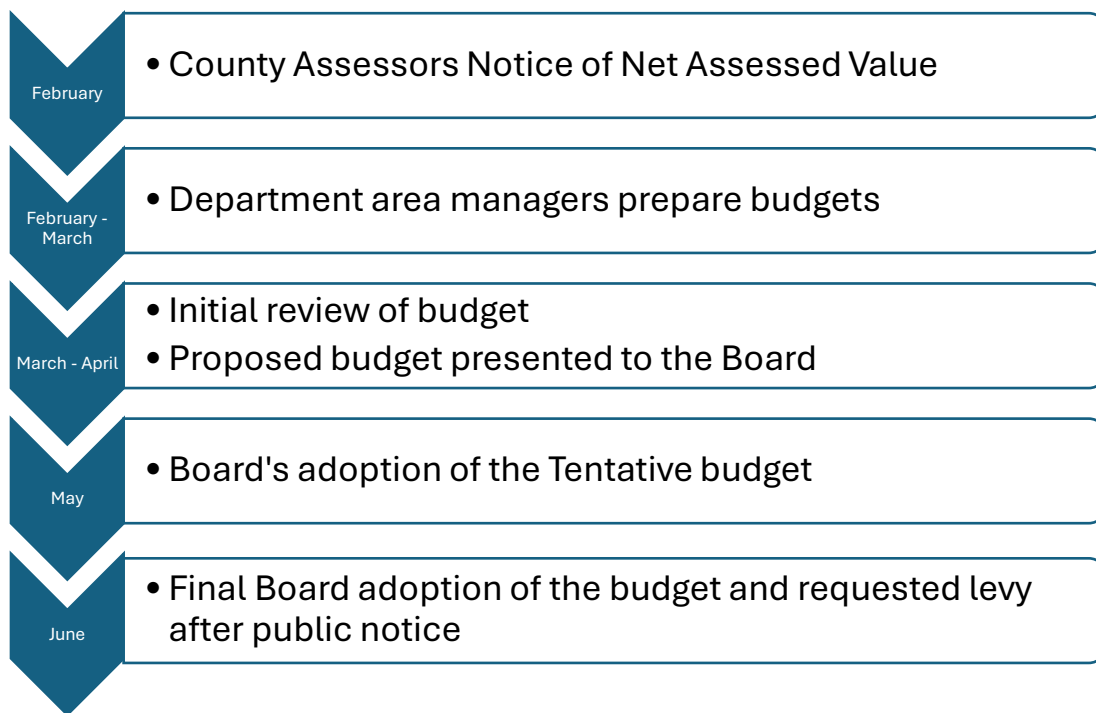 February
• County Assessors Notice of Net Assessed Value
February -
March
• Department area managers prepare budgets
March - April
• Initial review of budget
• Proposed budget presented to the Board
May
• Board's adoption of the Tentative budget
June
• Final Board adoption of the budget and requested levy
after public notice